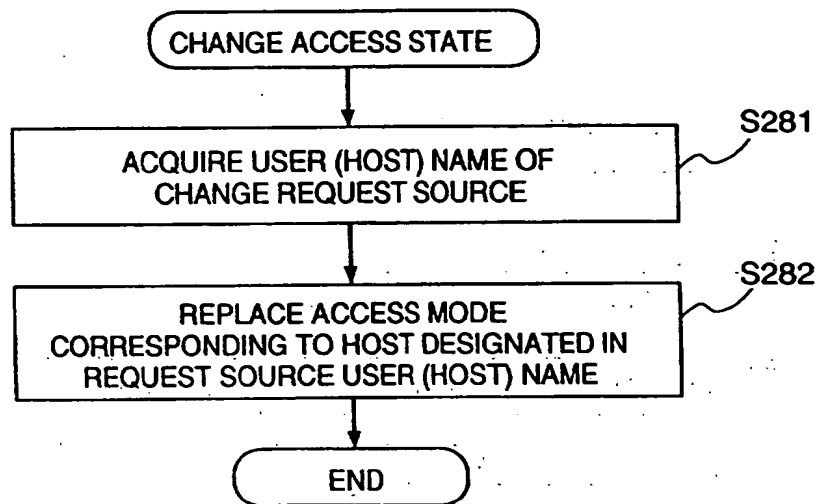 CHANGE ACCESS STATE
S281
ACQUIRE USER (HOST) NAME OF
CHANGE REQUEST SOURCE
S282
REPLACE ACCESS MODE
CORRESPONDING TO HOST DESIGNATED IN
REQUEST SOURCE USER (HOST) NAME
END